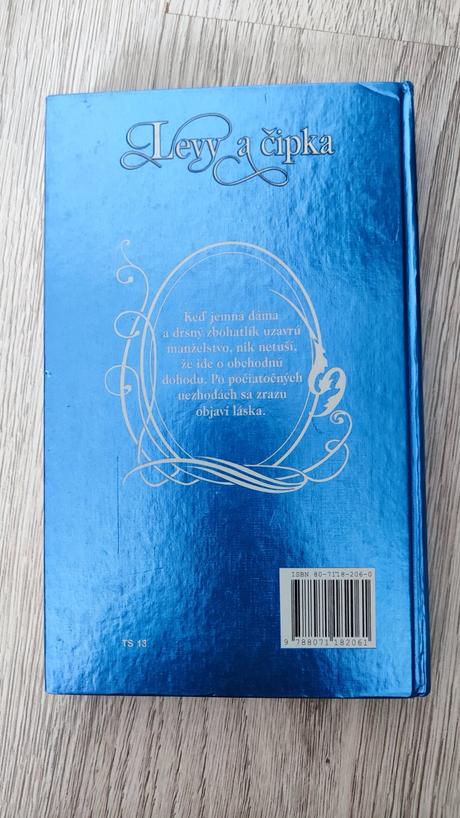 Levy a čipka
Keď jemná dáma
a drsný zbohatlík uzavrú
manželstvo, nik netuší,
že ide o obchodnú
dohodu. Po počiatočných
nezhodách sa zrazu
objaví láska.
ISBN 80-7118-206-0
9 788071 182061
TS 13